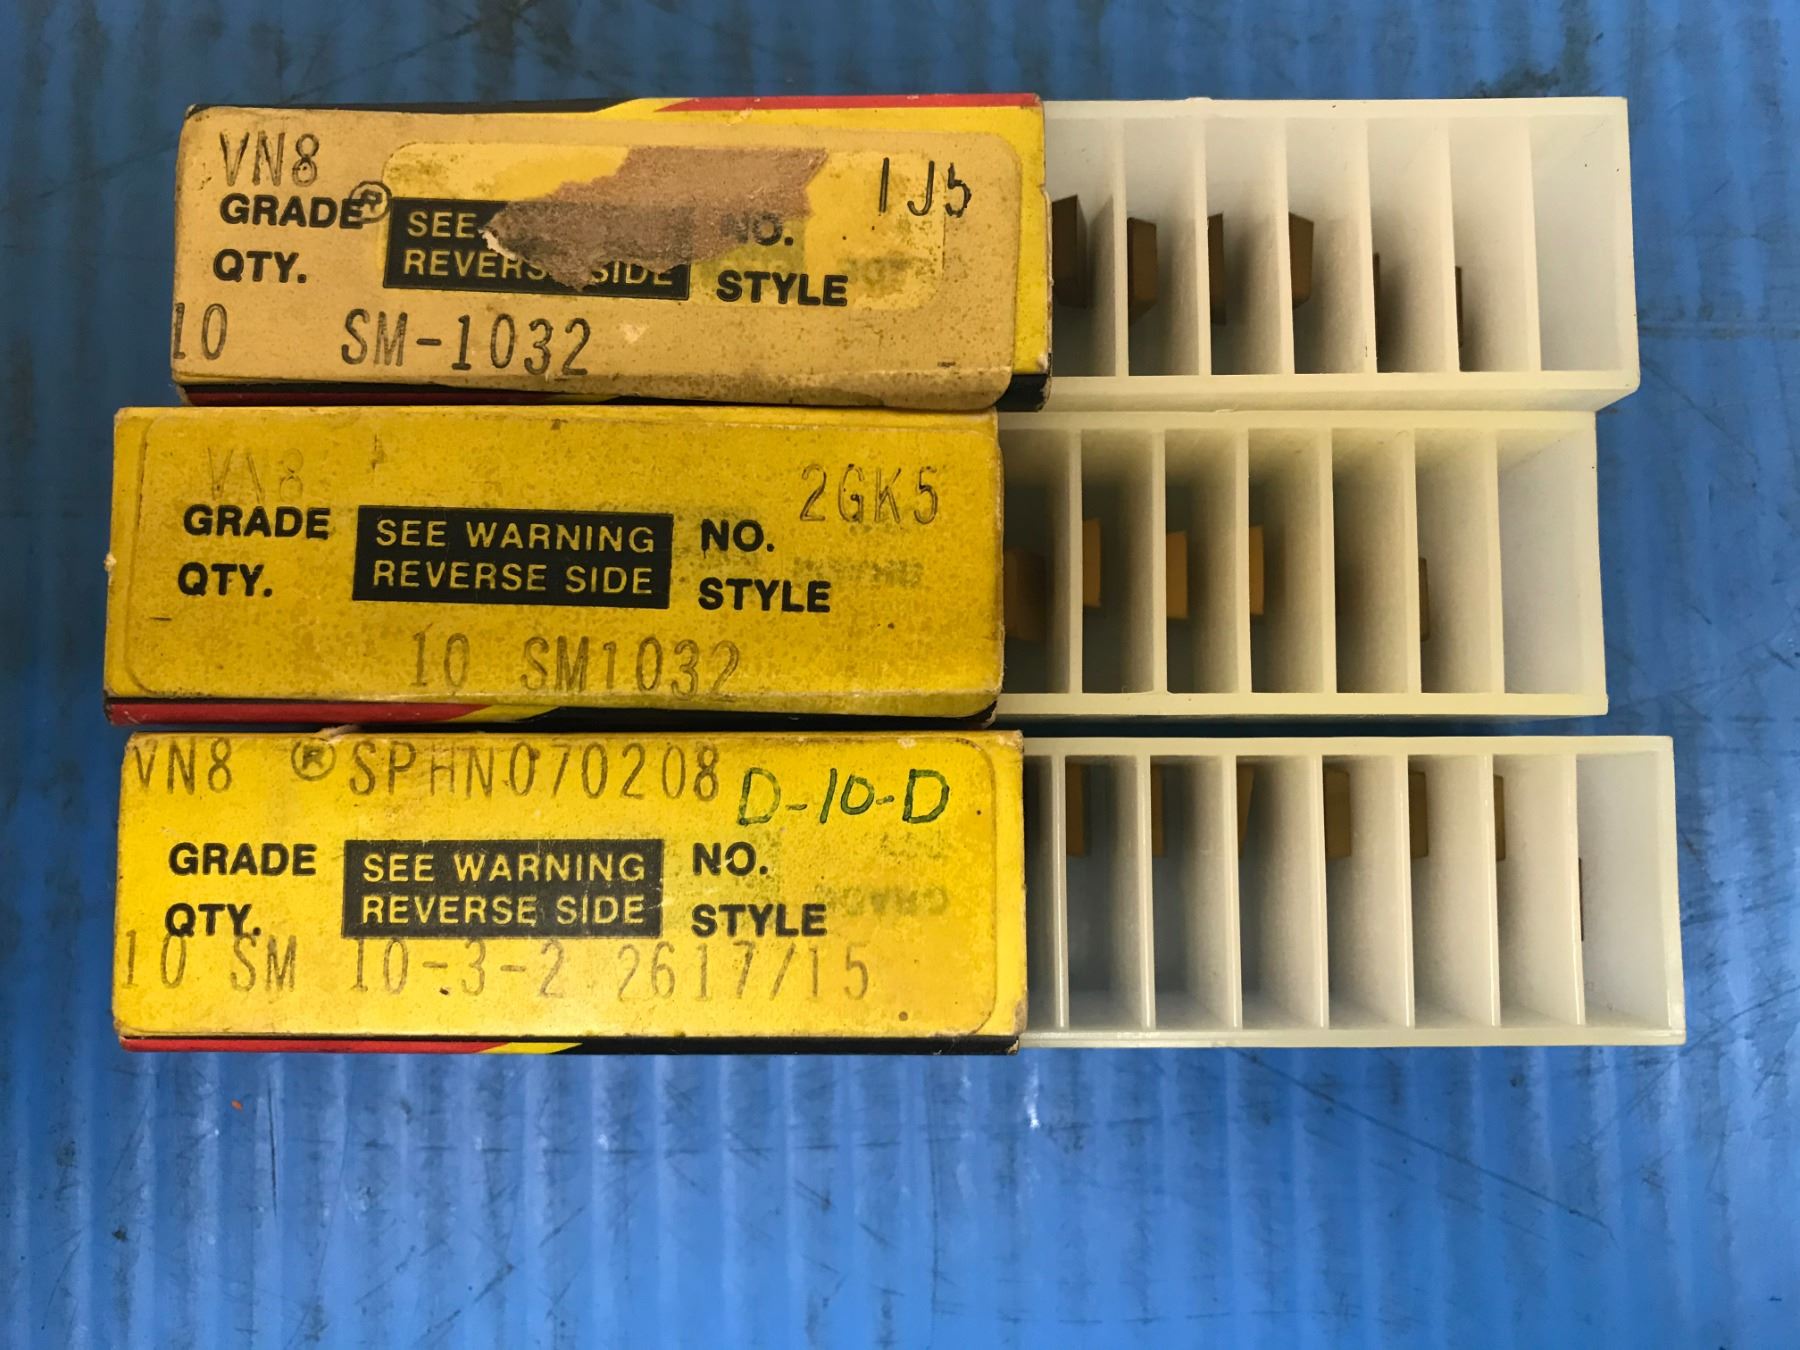 VN8
1J5
GRADE®
SEE
NO.
QTY.
REVERSE SIDE
STYLE
10 SM-1032
VN8
2GK5
GRADE
SEE WARNING
NO.
QTY.
REVERSE SIDE
STYLE
10 SM1032
VN8 ® SPHN070208
D-10-D
GRADE
SEE WARNING
NO.
QTY.
REVERSE SIDE
STYLE
10 SM 10-3-2 2617/15